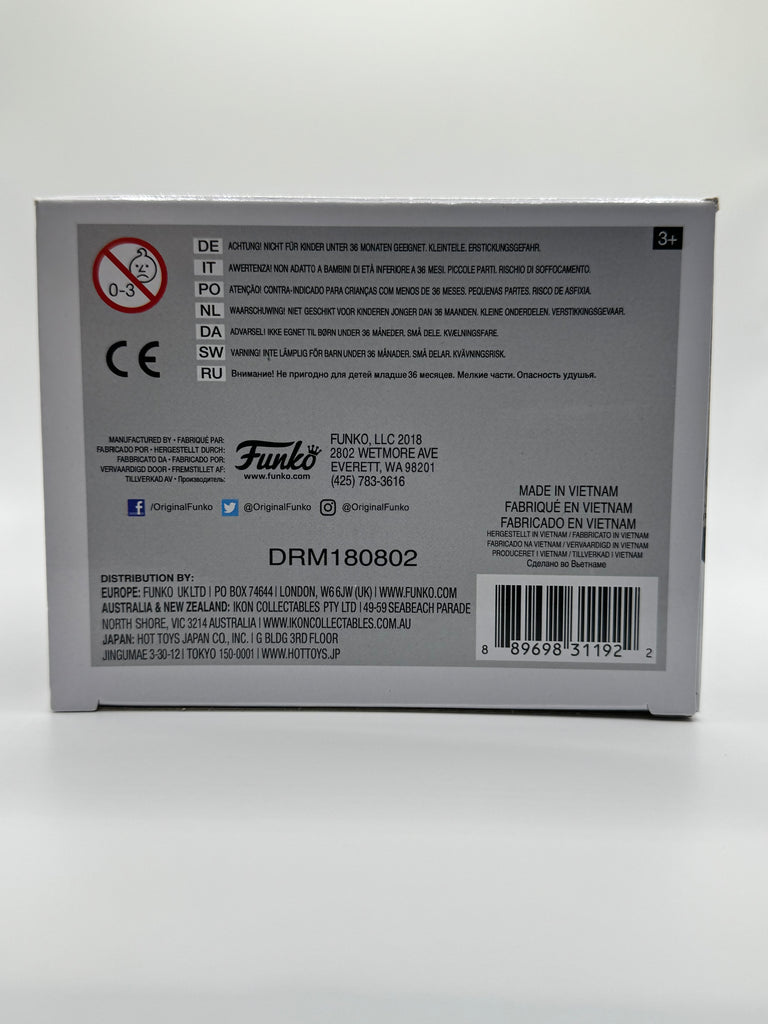 3+
0-3
DE ACHTUNG! NICHT FÜR KINDER UNTER 36 MONATEN GEEIGNET. KLEINTEILE. ERSTICKUNGSGEFAHR.
IT AWERTENZA! NON ADATTO A BAMBINI DI ETÀ INFERIORE A 36 MESI. PICCOLE PARTI. RISCHIO DI SOFFOCAMENTO.
PO ATENÇÃO! CONTRA-INDICADO PARA CRIANÇAS COM MENOS DE 36 MESES. PEQUENAS PARTES. RISCO DE ASFIXIA.
NL WAARSCHUWING! NIET GESCHIKT VOOR KINDEREN JONGER DAN 36 MAANDEN. KLEINE ONDERDELEN. VERSTIKKINGSGEVAAR.
DA ADVARSEL! IKKE EGNET TIL BØRN UNDER 36 MÅNEDER. SMÅ DELE. KVÆLNINGSFARE.
SW VARNING! INTE LÄMPLIG FÖR BARN UNDER 36 MÅNADER. SMÅ DELAR. KVÄVNINGSRISK.
RU Внимание! Не пригодно для детей младше 36 месяцев. Мелкие части. Опасность удушья.
CE
MANUFACTURED BY • FABRIQUÉ PAR:
FABRICADO POR • HERGESTELLT DURCH:
FABBRICATO DA • FABRICADO POR:
VERVAARDIGD DOOR • FREMSTILLET AF:
TILLVERKAD AV • Производитель:
Funko
www.funko.com
FUNKO, LLC 2018
2802 WETMORE AVE
EVERETT, WA 98201
(425) 783-3616
/OriginalFunko @OriginalFunko @OriginalFunko
MADE IN VIETNAM
FABRIQUÉ EN VIETNAM
FABRICADO EN VIETNAM
HERGESTELLT IN VIETNAM / FABBRICATO IN VIETNAM
FABRICADO NA VIETNAM / VERVAARDIGD IN VIETNAM
PRODUCERET I VIETNAM / TILLVERKAD I VIETNAM
Сделано во Вьетнаме
DRM180802
DISTRIBUTION BY:
EUROPE: FUNKO UK LTD | PO BOX 74644 | LONDON, W6 6JW (UK) | WWW.FUNKO.COM
AUSTRALIA & NEW ZEALAND: IKON COLLECTABLES PTY LTD | 49-59 SEABEACH PARADE
NORTH SHORE, VIC 3214 AUSTRALIA | WWW.IKONCOLLECTABLES.COM.AU
JAPAN: HOT TOYS JAPAN CO., INC. | G BLDG 3RD FLOOR
JINGUMAE 3-30-12 | TOKYO 150-0001 | WWW.HOTTOYS.JP
8 89698 31192 2